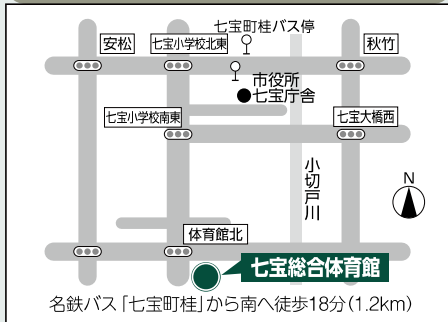 七宝町桂バス停
安松
七宝小学校北東
秋竹
市役所
七宝庁舎
七宝小学校南東
七宝大橋西
小切戸川
N
体育館北
七宝総合体育館
名鉄バス「七宝町桂」から南へ徒歩18分(1.2km)